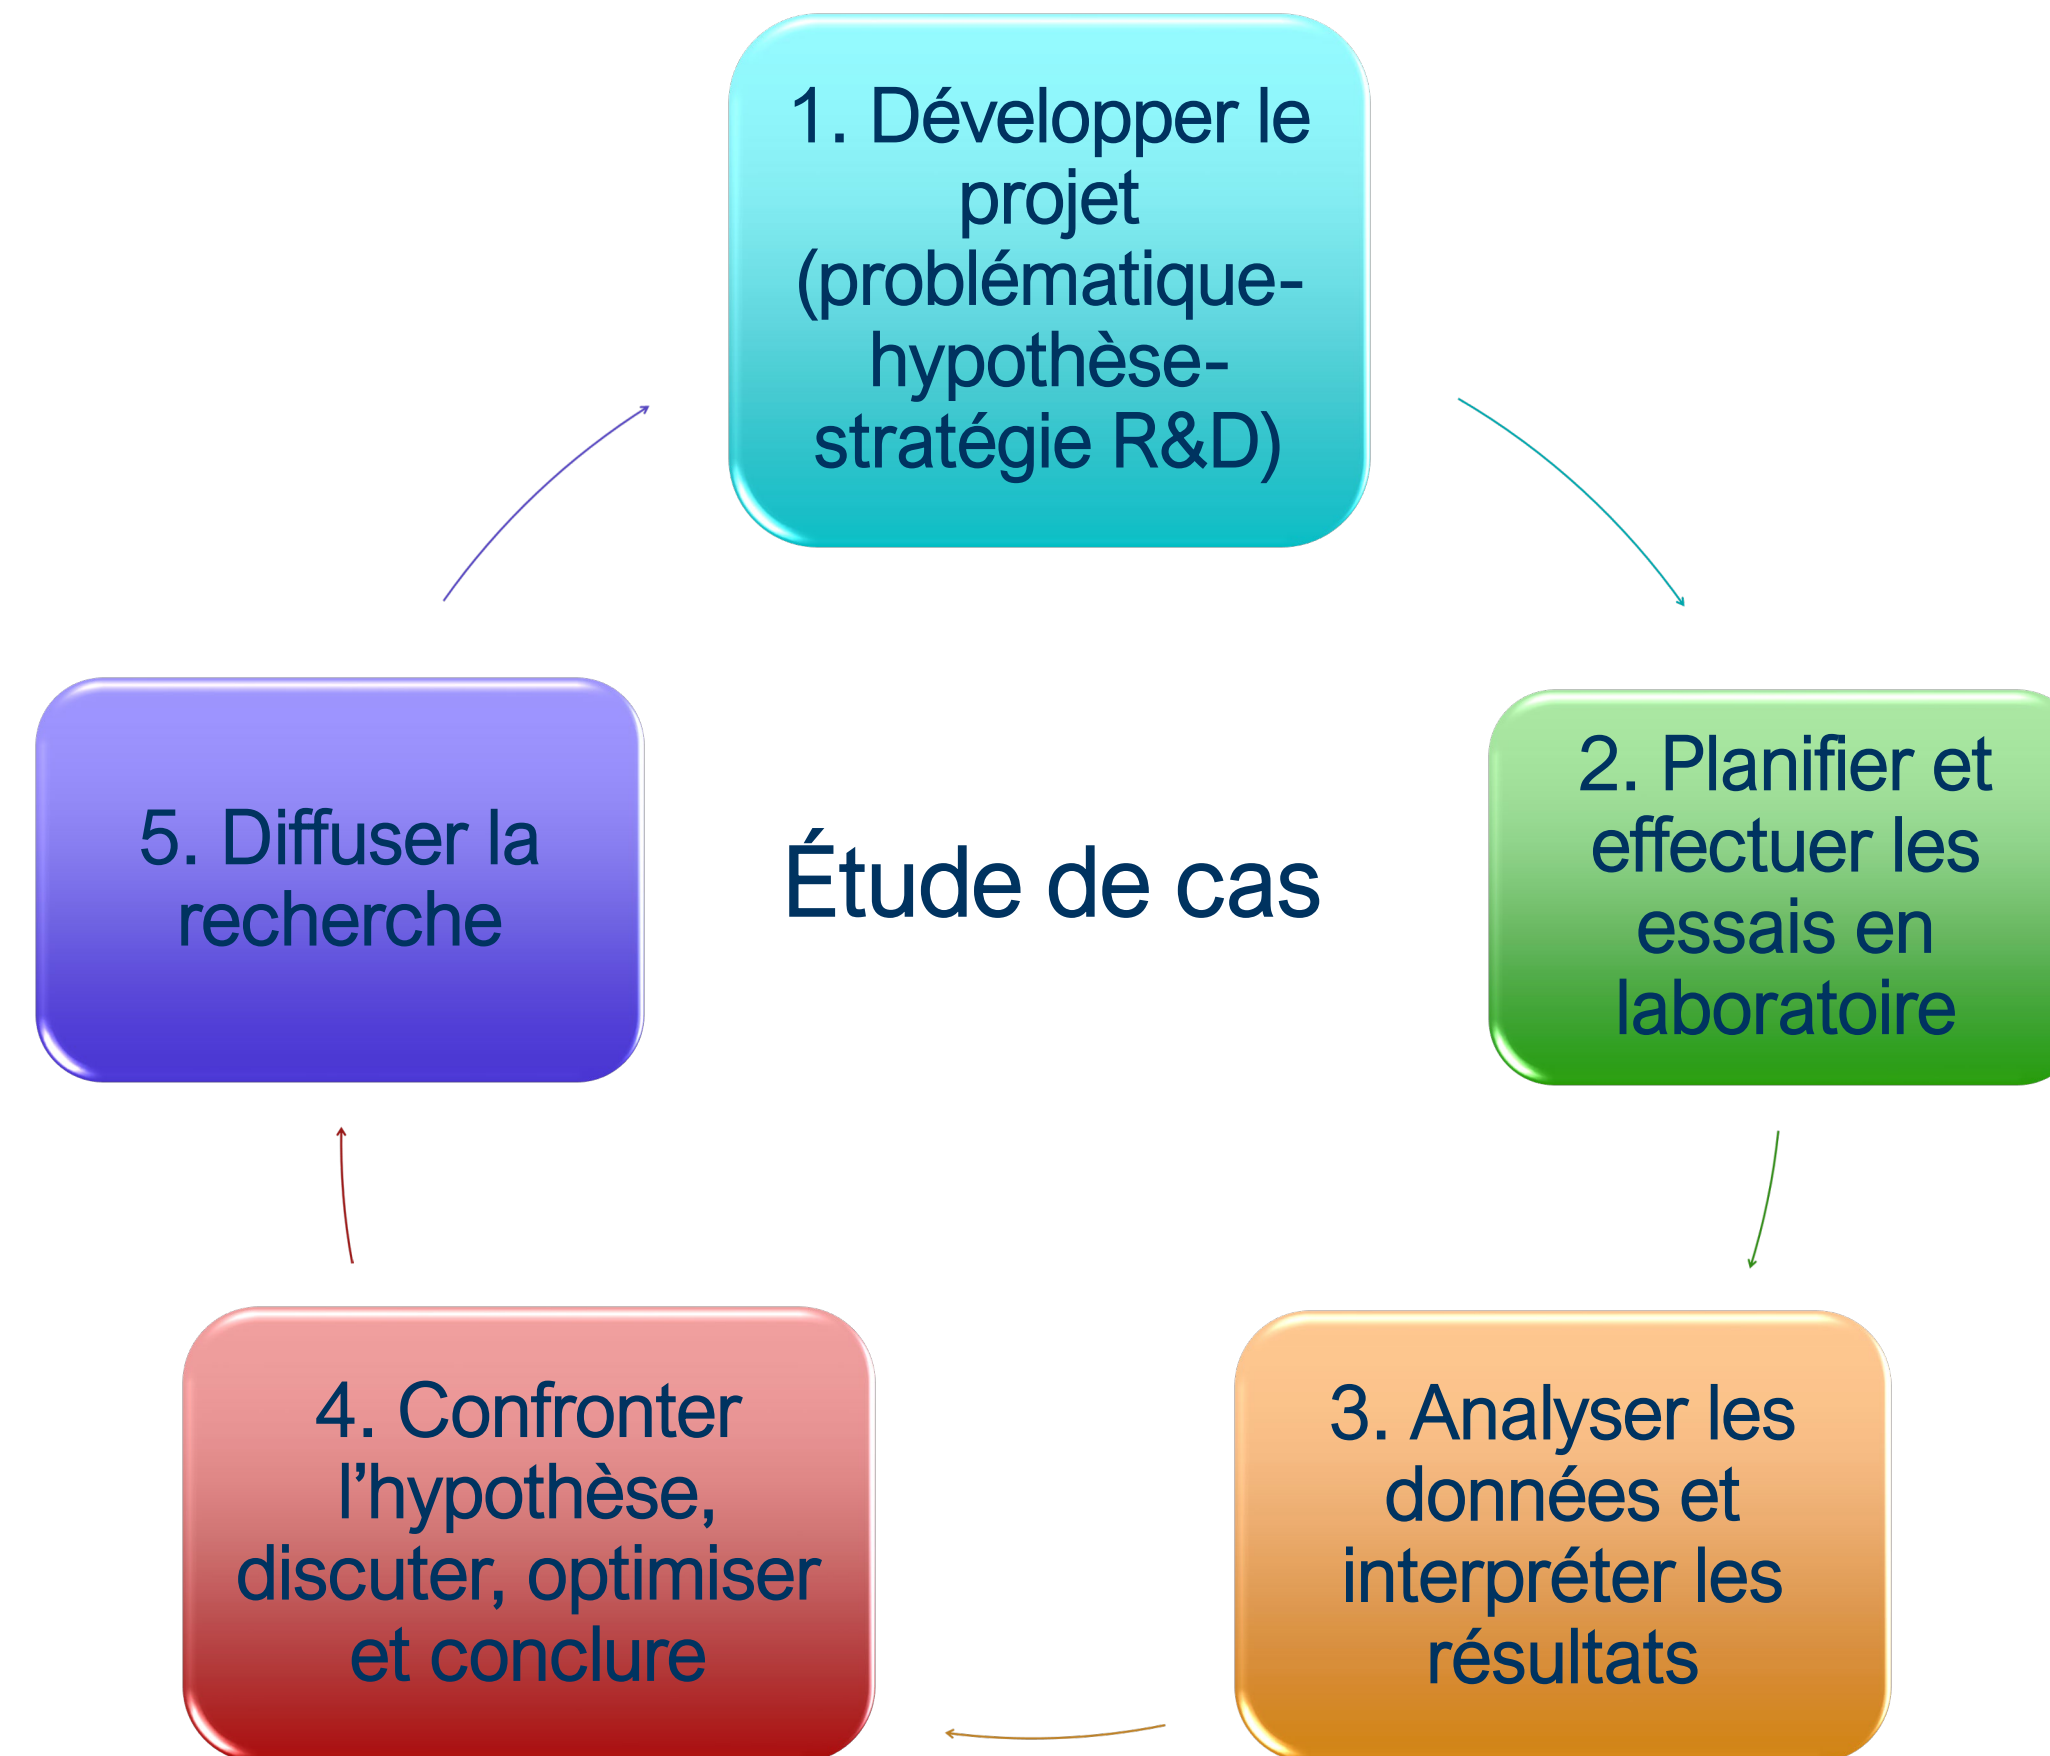 1. Développer le
projet
(problématique-
hypothèse-
stratégie R&D)
2. Planifier et
effectuer les
essais en
laboratoire
3. Analyser les
données et
interpréter les
résultats
4. Confronter
l’hypothèse,
discuter, optimiser
et conclure
5. Diffuser la
recherche
Étude de cas